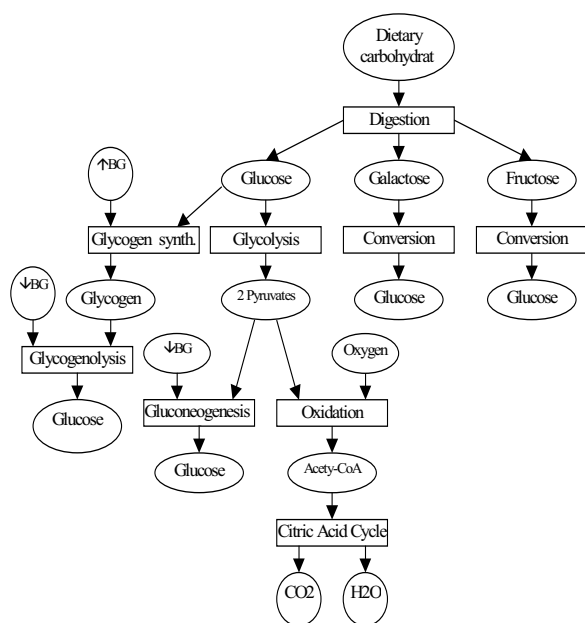 Dietary
carbohydrat
Digestion
↑BG
Glucose
Galactose
Fructose
Glycogen synth.
Glycolysis
Conversion
Conversion
↓BG
Glycogen
2 Pyruvates
Glucose
Glucose
Glycogenolysis
↓BG
Oxygen
Glucose
Gluconeogenesis
Oxidation
Glucose
Acety-CoA
Citric Acid Cycle
CO2
H2O